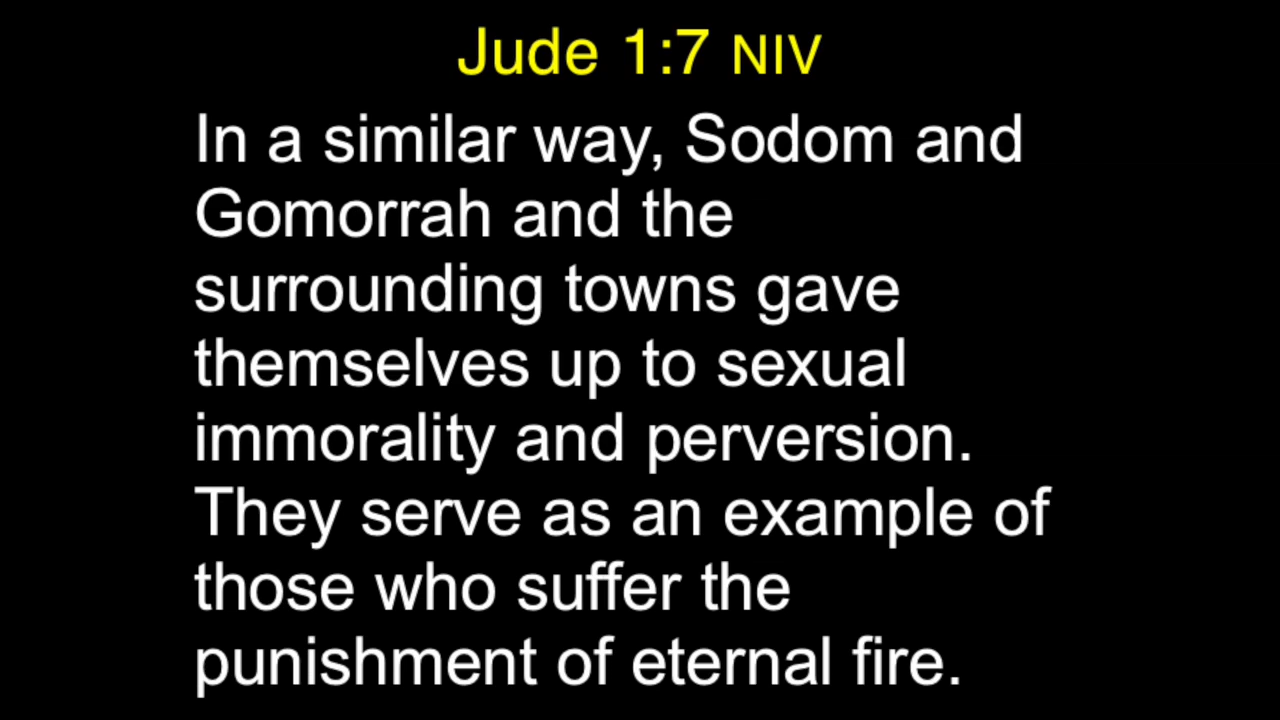 Jude 1:7 NIV
In a similar way, Sodom and
Gomorrah and the
surrounding towns gave
themselves up to sexual
immorality and perversion.
They serve as an example of
those who suffer the
punishment of eternal fire.